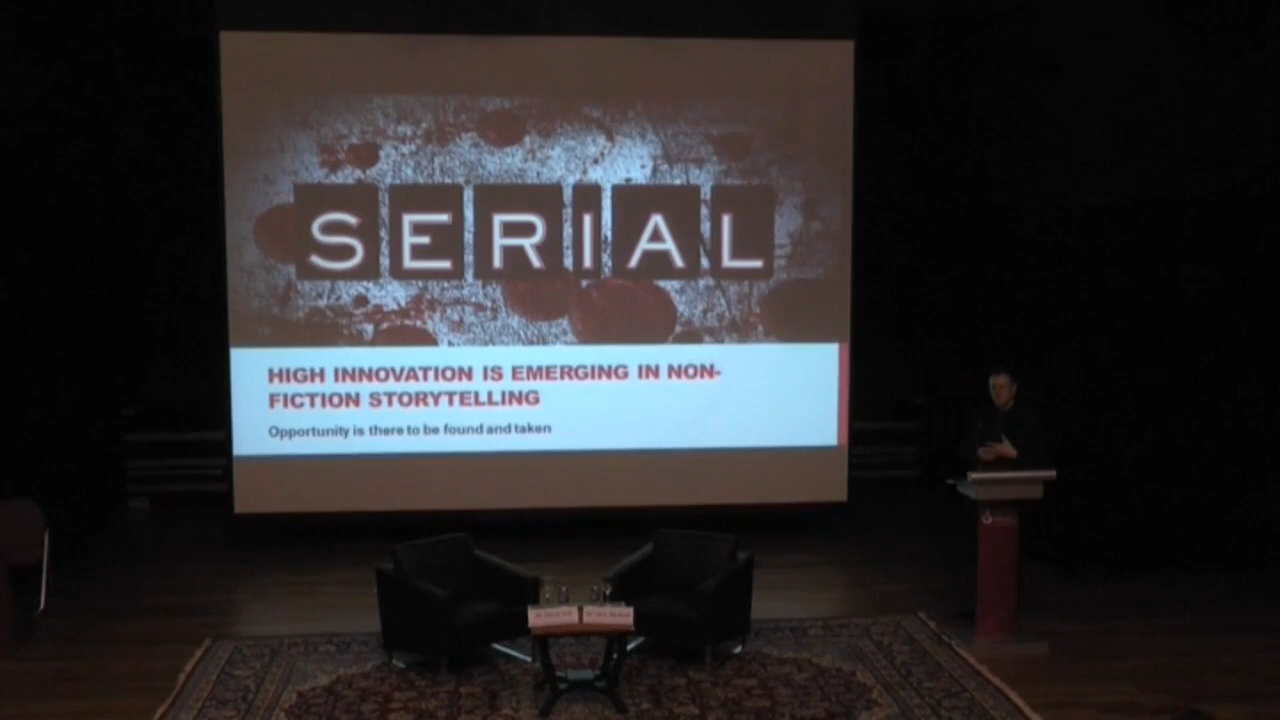 SERIAL
HIGH INNOVATION IS EMERGING IN NON-
FICTION STORYTELLING
Opportunity is there to be found and taken